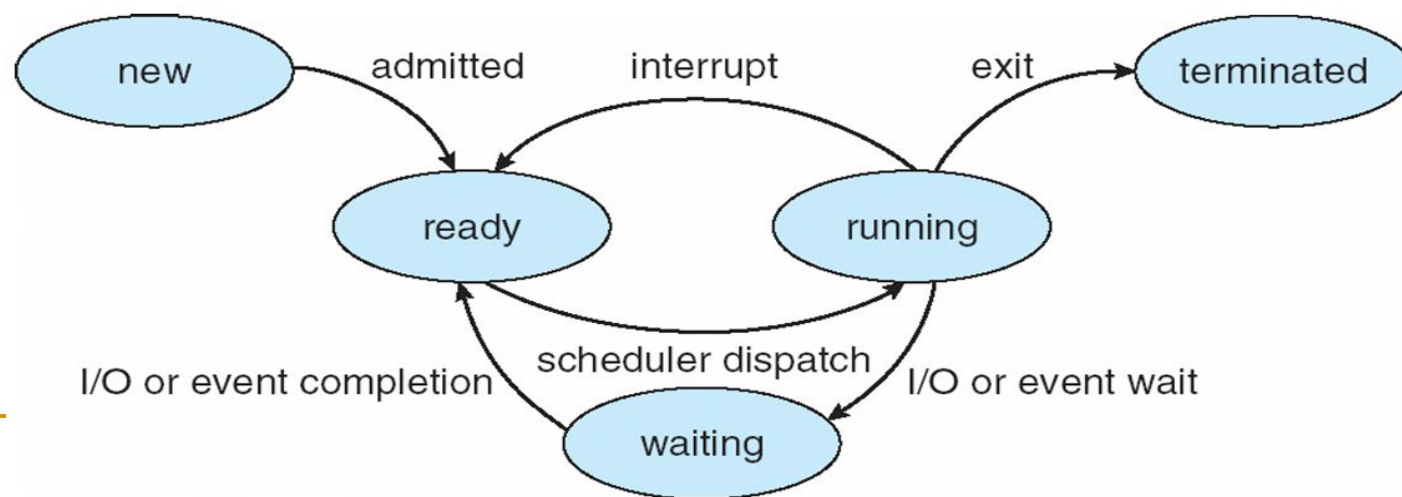 new
admitted
interrupt
exit
terminated
ready
running
scheduler dispatch
I/O or event completion
I/O or event wait
waiting